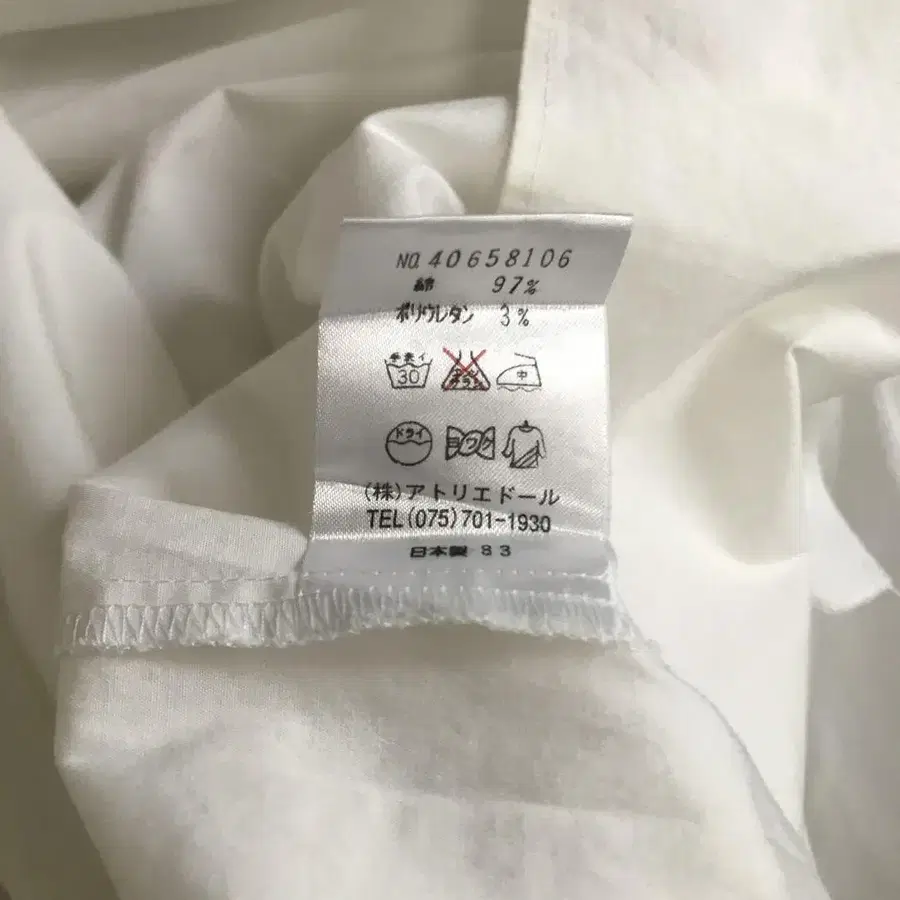 NO. 40658106
綿 97%
ポリウレタン 3%
手洗イ
30
中
ドライ
(株)アトリエドール
TEL(075)701-1930
日本製 83